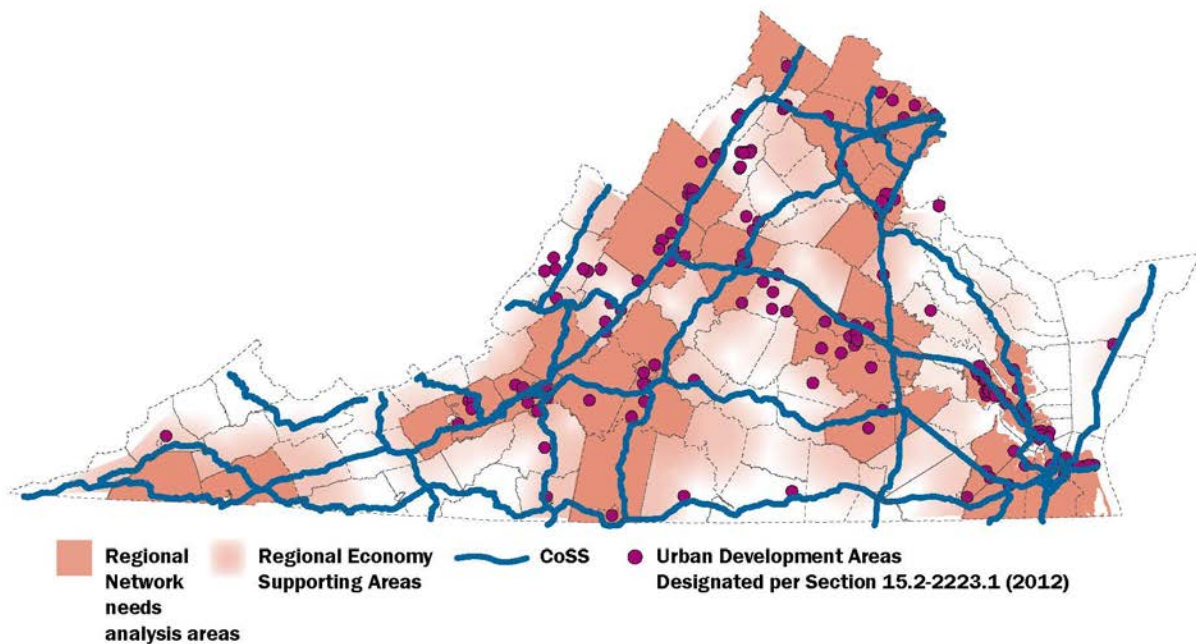 Regional
Network
needs
analysis areas
Regional Economy
Supporting Areas
CoSS
Urban Development Areas
Designated per Section 15.2-2223.1 (2012)